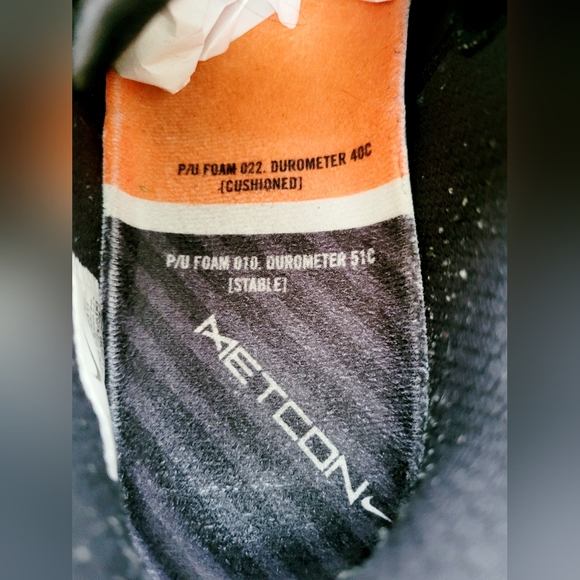 P/U FOAM 022. DUROMETER 40C
[CUSHIONED]
P/U FOAM 010. DUROMETER 51C
[STABLE]
METCON